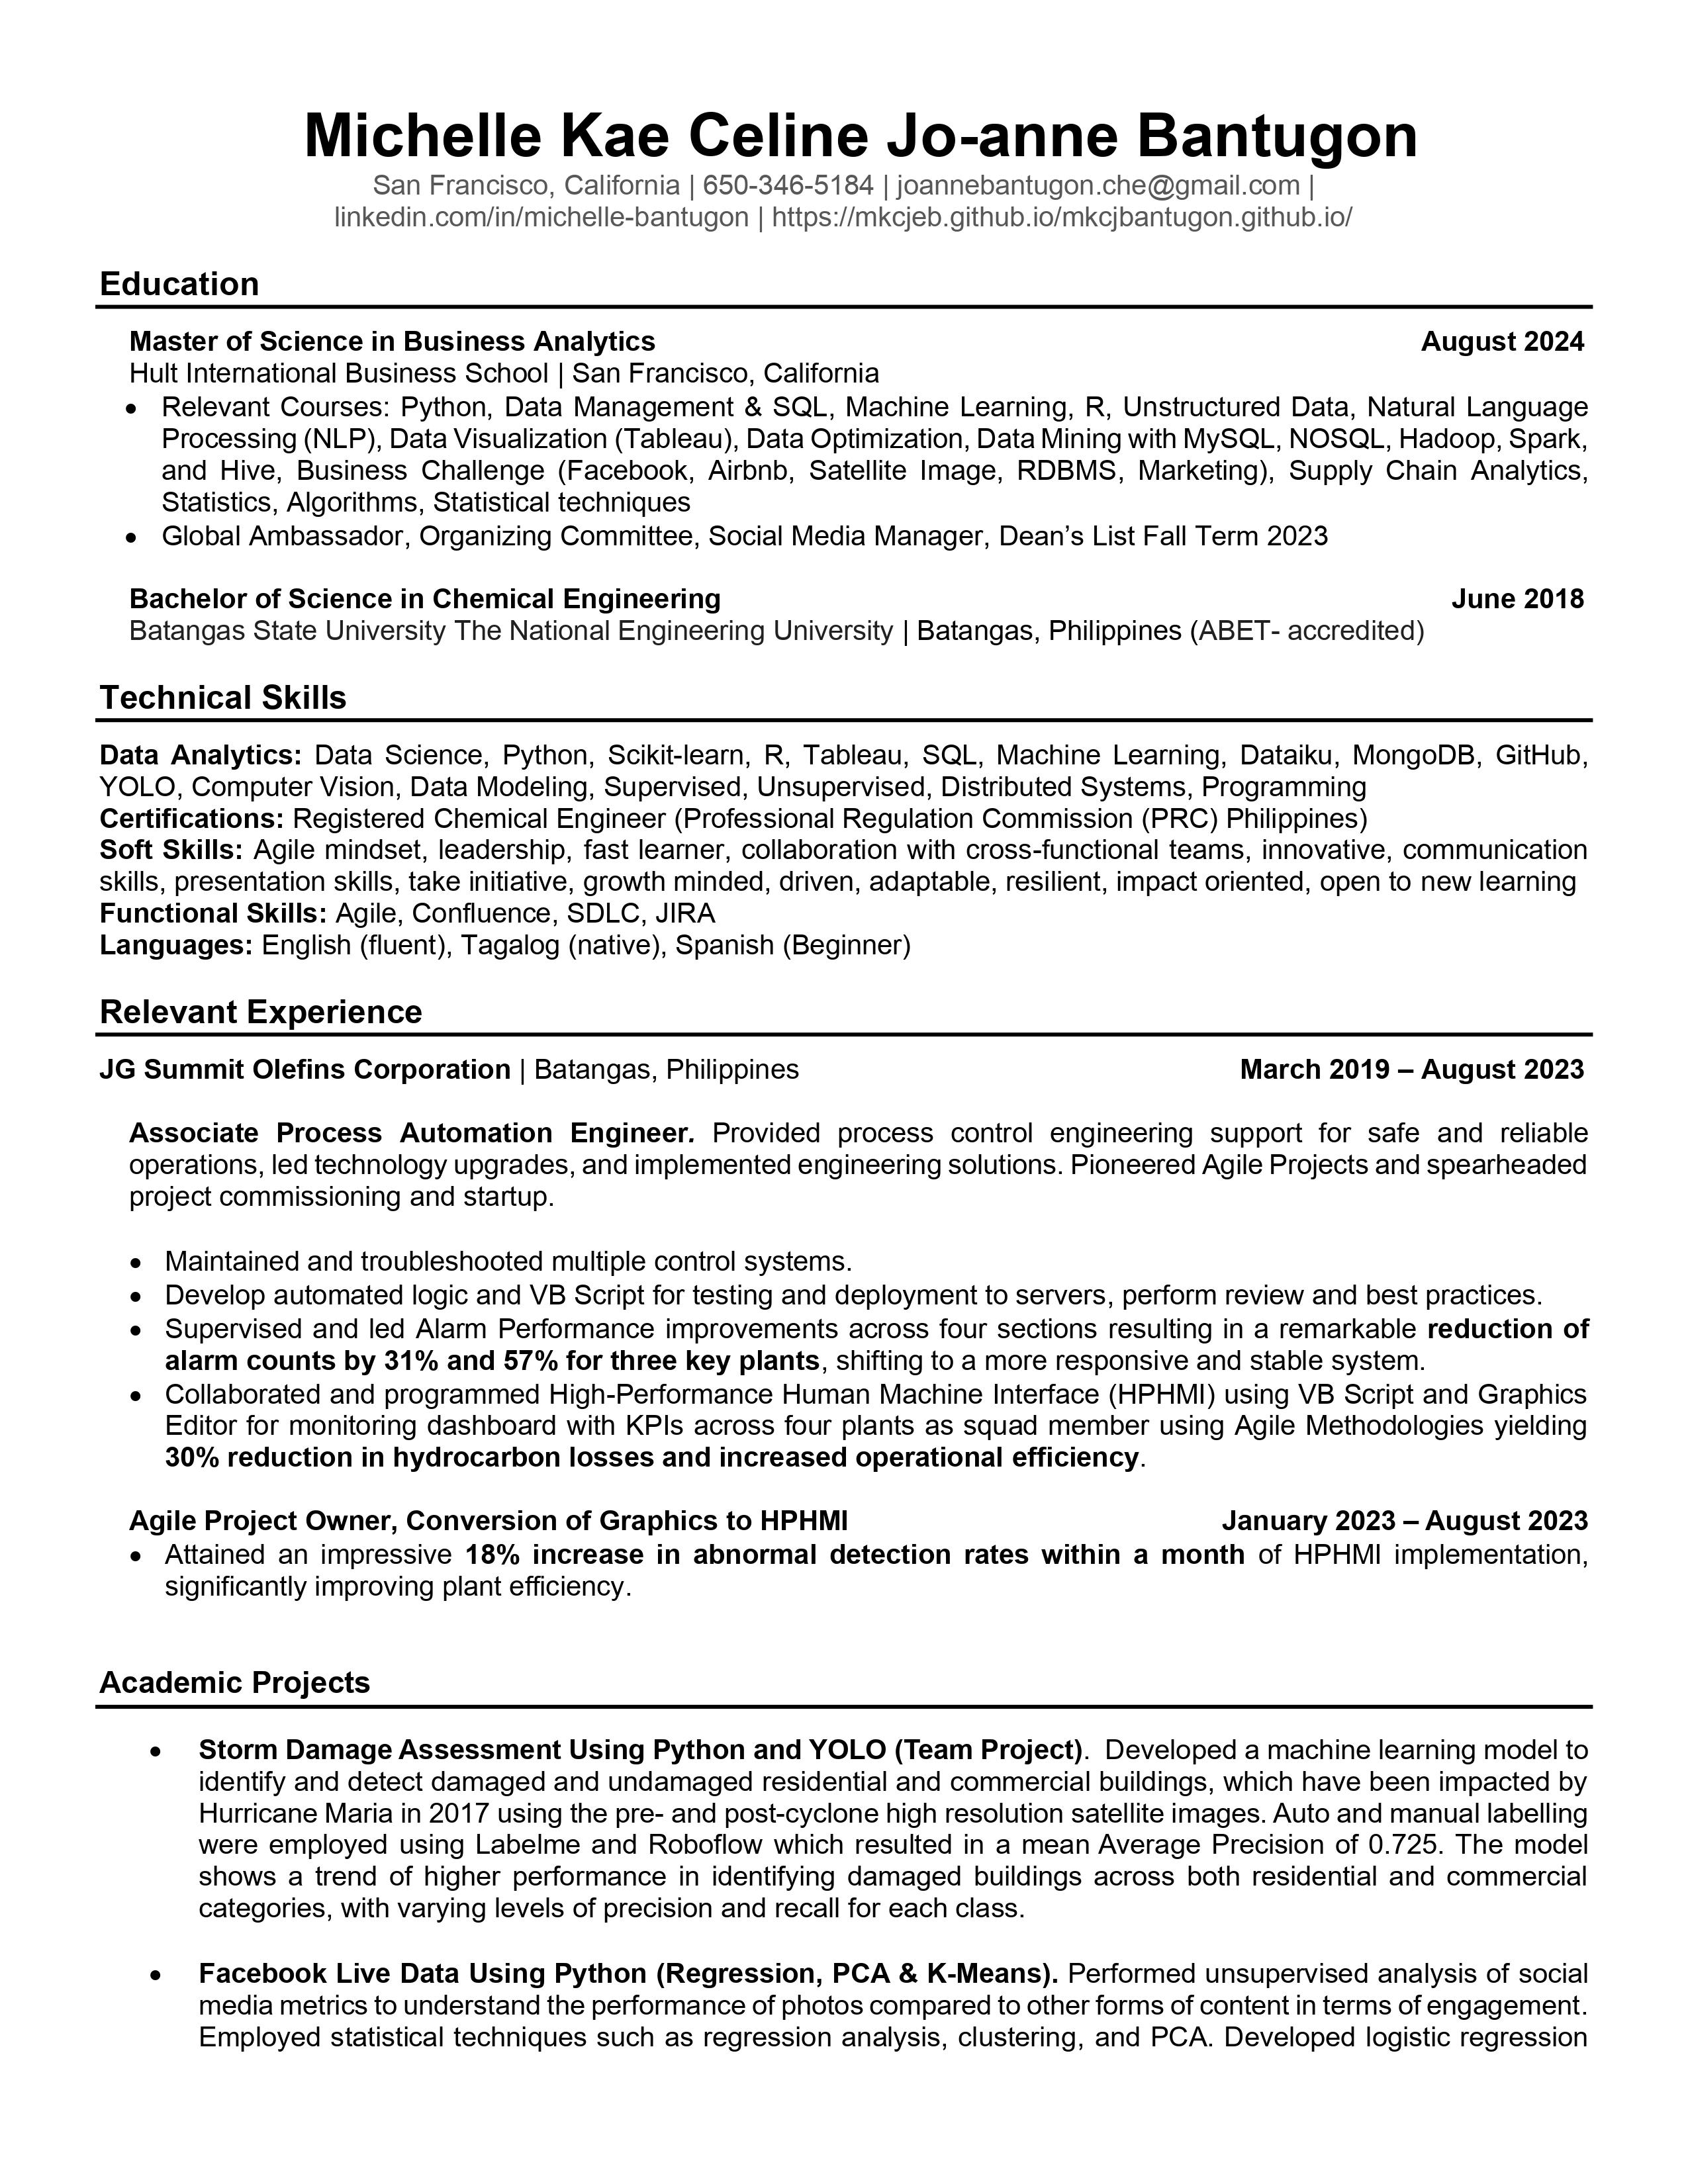 Michelle Kae Celine Jo-anne Bantugon
San Francisco, California | 650-346-5184 | joannebantugon.che@gmail.com |
linkedin.com/in/michelle-bantugon | https://mkcjeb.github.io/mkcjbantugon.github.io/
Education
Master of Science in Business Analytics August 2024
Hult International Business School | San Francisco, California
• Relevant Courses: Python, Data Management & SQL, Machine Learning, R, Unstructured Data, Natural Language
Processing (NLP), Data Visualization (Tableau), Data Optimization, Data Mining with MySQL, NOSQL, Hadoop, Spark,
and Hive, Business Challenge (Facebook, Airbnb, Satellite Image, RDBMS, Marketing), Supply Chain Analytics,
Statistics, Algorithms, Statistical techniques
• Global Ambassador, Organizing Committee, Social Media Manager, Dean’s List Fall Term 2023
Bachelor of Science in Chemical Engineering June 2018
Batangas State University The National Engineering University | Batangas, Philippines (ABET- accredited)
Technical Skills
Data Analytics: Data Science, Python, Scikit-learn, R, Tableau, SQL, Machine Learning, Dataiku, MongoDB, GitHub,
YOLO, Computer Vision, Data Modeling, Supervised, Unsupervised, Distributed Systems, Programming
Certifications: Registered Chemical Engineer (Professional Regulation Commission (PRC) Philippines)
Soft Skills: Agile mindset, leadership, fast learner, collaboration with cross-functional teams, innovative, communication
skills, presentation skills, take initiative, growth minded, driven, adaptable, resilient, impact oriented, open to new learning
Functional Skills: Agile, Confluence, SDLC, JIRA
Languages: English (fluent), Tagalog (native), Spanish (Beginner)
Relevant Experience
JG Summit Olefins Corporation | Batangas, Philippines March 2019 – August 2023
Associate Process Automation Engineer. Provided process control engineering support for safe and reliable
operations, led technology upgrades, and implemented engineering solutions. Pioneered Agile Projects and spearheaded
project commissioning and startup.
• Maintained and troubleshooted multiple control systems.
• Develop automated logic and VB Script for testing and deployment to servers, perform review and best practices.
• Supervised and led Alarm Performance improvements across four sections resulting in a remarkable reduction of
alarm counts by 31% and 57% for three key plants, shifting to a more responsive and stable system.
• Collaborated and programmed High-Performance Human Machine Interface (HPHMI) using VB Script and Graphics
Editor for monitoring dashboard with KPIs across four plants as squad member using Agile Methodologies yielding
30% reduction in hydrocarbon losses and increased operational efficiency.
Agile Project Owner, Conversion of Graphics to HPHMI January 2023 – August 2023
• Attained an impressive 18% increase in abnormal detection rates within a month of HPHMI implementation,
significantly improving plant efficiency.
Academic Projects
• Storm Damage Assessment Using Python and YOLO (Team Project). Developed a machine learning model to
identify and detect damaged and undamaged residential and commercial buildings, which have been impacted by
Hurricane Maria in 2017 using the pre- and post-cyclone high resolution satellite images. Auto and manual labelling
were employed using Labelme and Roboflow which resulted in a mean Average Precision of 0.725. The model
shows a trend of higher performance in identifying damaged buildings across both residential and commercial
categories, with varying levels of precision and recall for each class.
• Facebook Live Data Using Python (Regression, PCA & K-Means). Performed unsupervised analysis of social
media metrics to understand the performance of photos compared to other forms of content in terms of engagement.
Employed statistical techniques such as regression analysis, clustering, and PCA. Developed logistic regression